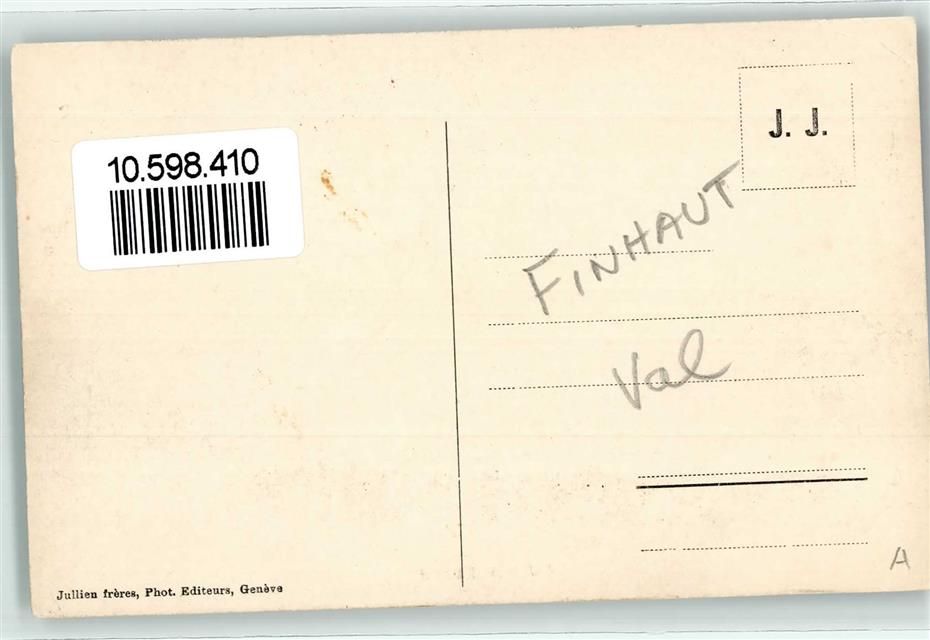 10.598.410
J. J.
FINHAUT
Val
A
Jullien frères, Phot. Editeurs, Genève